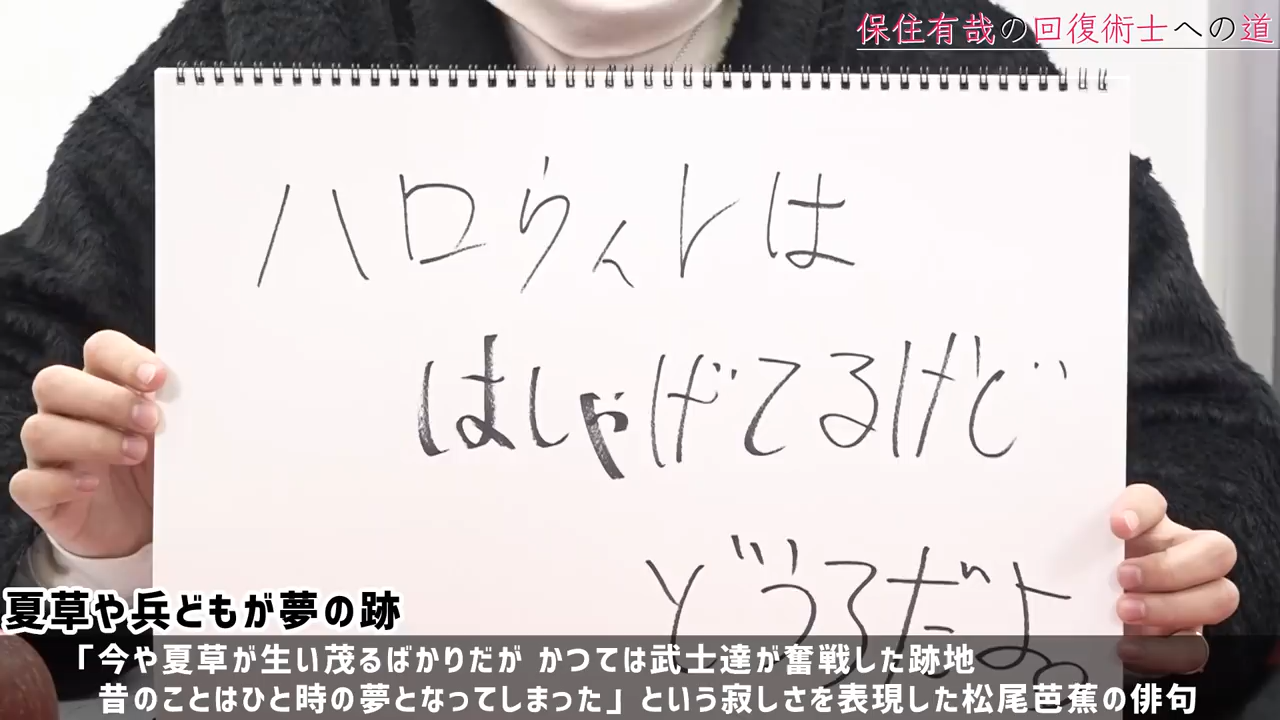 保住有哉の回復術士への道
ハロウィンは
はしゃげてるけど
どうろだよ。
夏草や兵どもが夢の跡
「今や夏草が生い茂るばかりだが かつては武士達が奮戦した跡地
昔のことはひと時の夢となってしまった」という寂しさを表現した松尾芭蕉の俳句